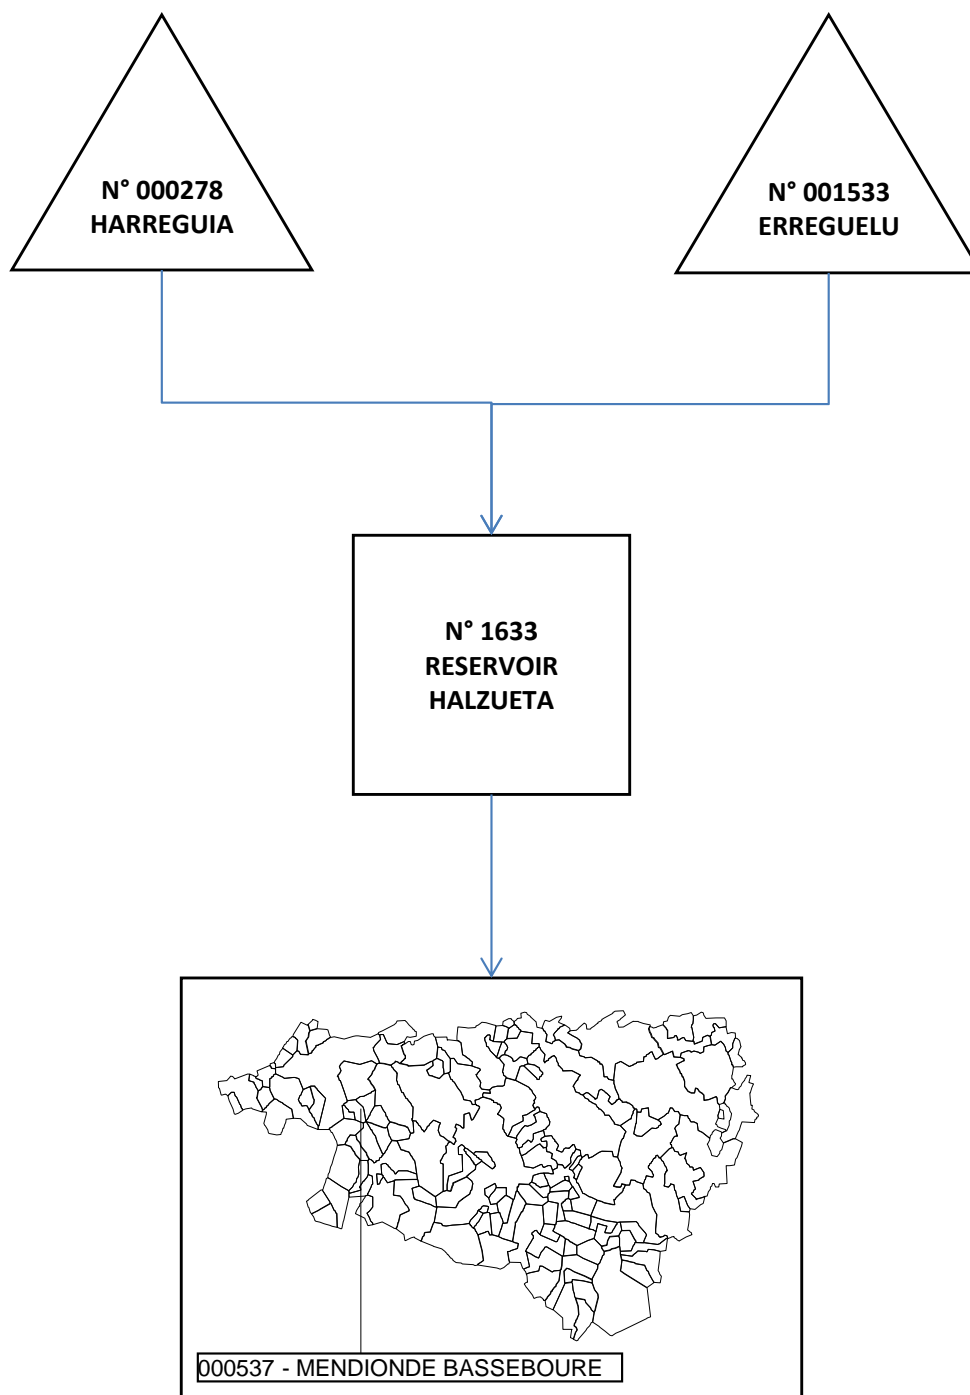 N° 000278
HARREGUIA
N° 001533
ERREGUELU
N° 1633
RESERVOIR
HALZUETA
000537 - MENDIONDE BASSEBOURE